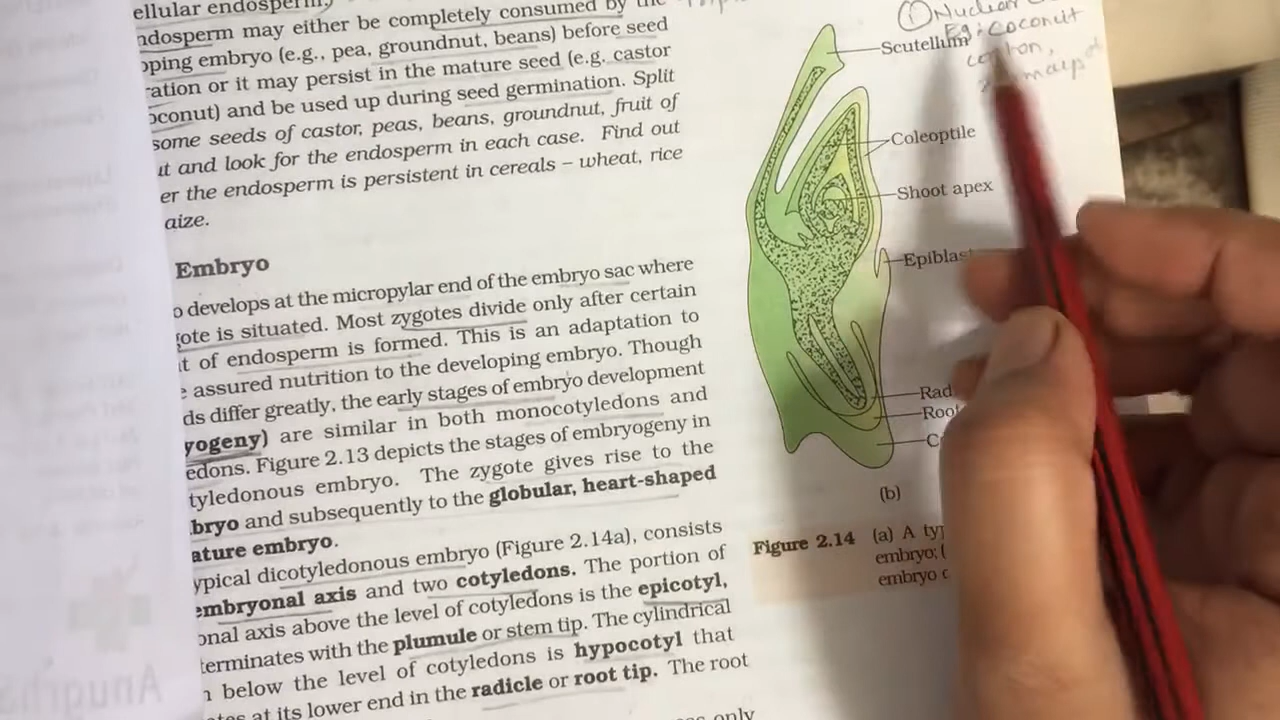 ellular endosperm)
ndosperm may either be completely consumed by the
oping embryo (e.g., pea, groundnut, beans) before seed
ration or it may persist in the mature seed (e.g. castor
oconut) and be used up during seed germination. Split
some seeds of castor, peas, beans, groundnut, fruit of
ut and look for the endosperm in each case. Find out
er the endosperm is persistent in cereals – wheat, rice
aize.
Embryo
o develops at the micropylar end of the embryo sac where
gote is situated. Most zygotes divide only after certain
t of endosperm is formed. This is an adaptation to
e assured nutrition to the developing embryo. Though
ds differ greatly, the early stages of embryo development
yogeny) are similar in both monocotyledons and
edons. Figure 2.13 depicts the stages of embryogeny in
tyledonous embryo. The zygote gives rise to the
bryo and subsequently to the globular, heart-shaped
ature embryo.
ypical dicotyledonous embryo (Figure 2.14a), consists
embryonal axis and two cotyledons. The portion of
onal axis above the level of cotyledons is the epicotyl,
terminates with the plumule or stem tip. The cylindrical
n below the level of cotyledons is hypocotyl that
ates at its lower end in the radicle or root tip. The root
only
① Nuclear
Eg: Coconut
Scutellum
Coleoptile
Shoot apex
Epiblast
Rad
Root
C
(b)
Figure 2.14 (a) A typ
embryo; (
embryo o
Anugrha